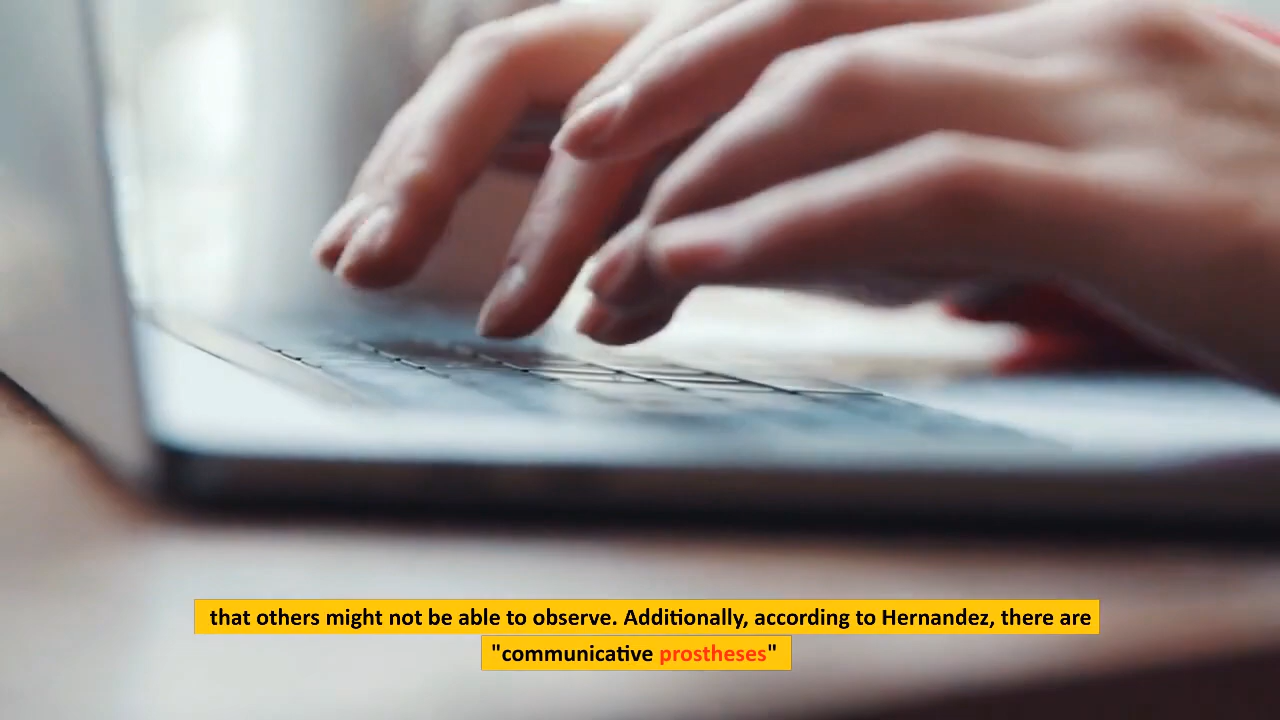 that others might not be able to observe. Additionally, according to Hernandez, there are
"communicative prostheses"